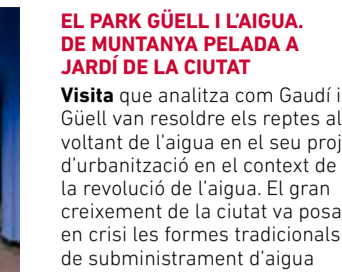 EL PARK GÜELL I L'AIGUA.
DE MUNTANYA PELADA A
JARDÍ DE LA CIUTAT
Visita que analitza com Gaudí i
Güell van resoldre els reptes al
voltant de l'aigua en el seu proj
d'urbanització en el context de
la revolució de l'aigua. El gran
creixement de la ciutat va posa
en crisi les formes tradicionals
de subministrament d'aigua